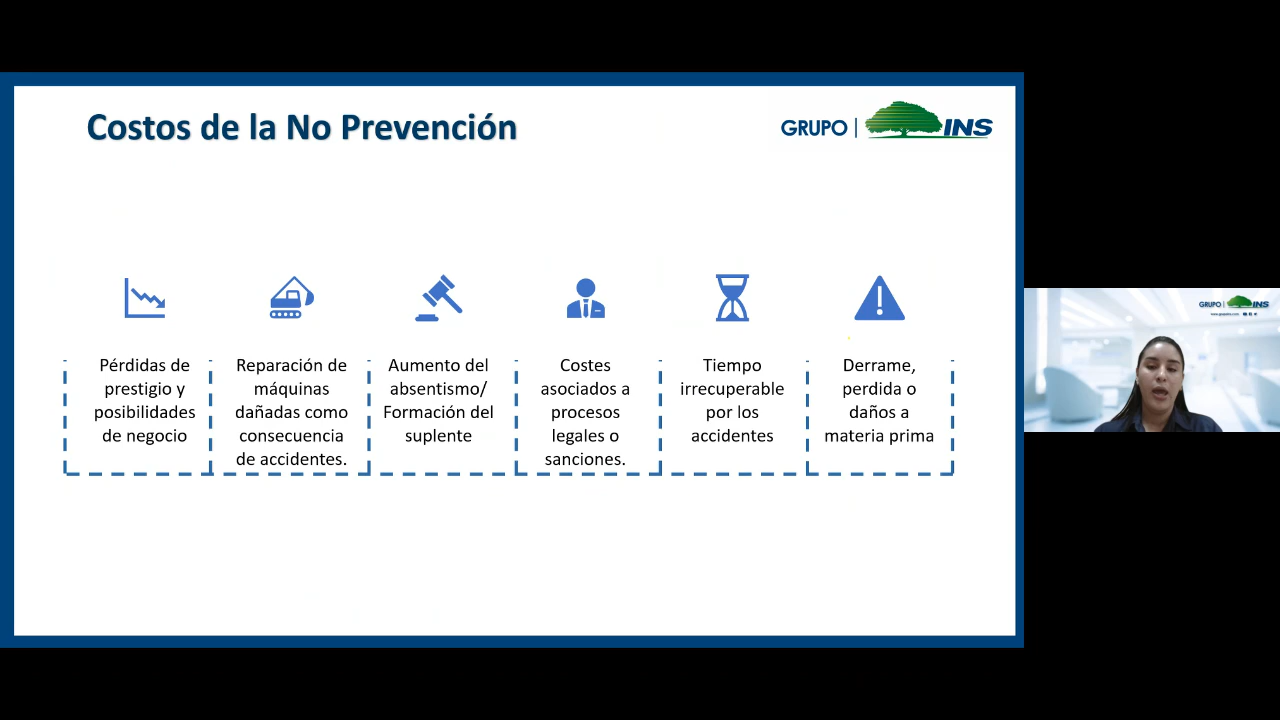 Costos de la No Prevención
GRUPO | INS
Pérdidas de
prestigio y
posibilidades
de negocio
Reparación de
máquinas
dañadas como
consecuencia
de accidentes.
Aumento del
absentismo/
Formación del
suplente
Costes
asociados a
procesos
legales o
sanciones.
Tiempo
irrecuperable
por los
accidentes
Derrame,
perdida o
daños a
materia prima
GRUPO | INS